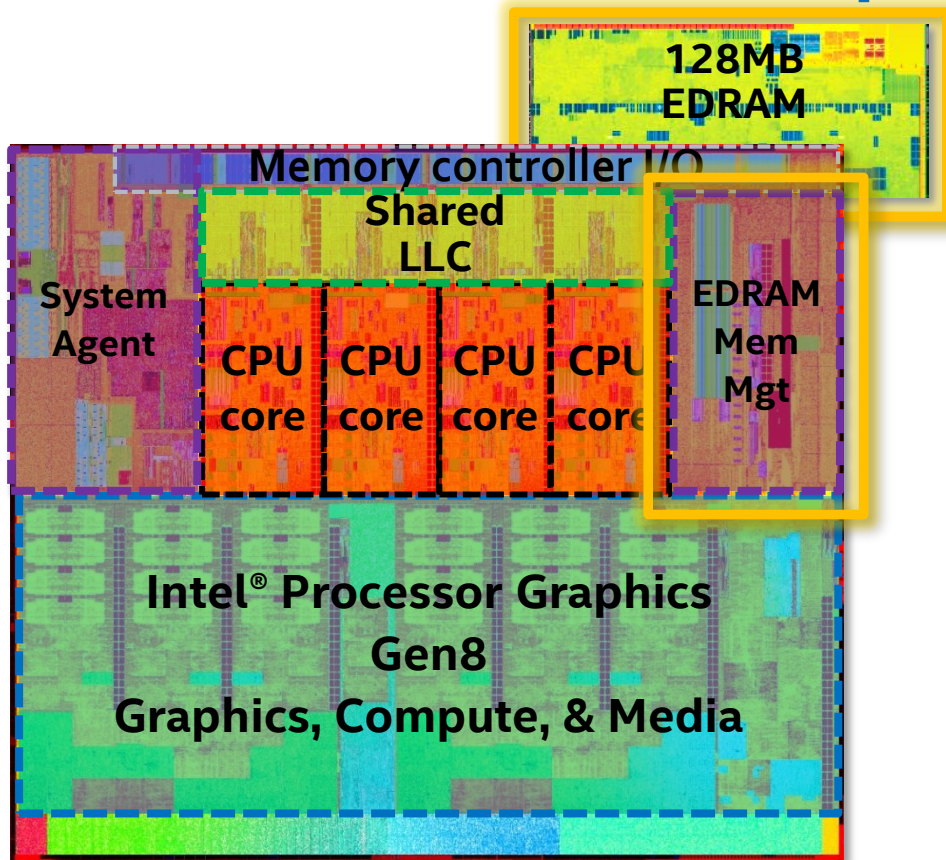 128MB
EDRAM
Memory controller I/O
Shared
LLC
System
Agent
CPU
core
CPU
core
CPU
core
CPU
core
EDRAM
Mem
Mgt
Intel® Processor Graphics
Gen8
Graphics, Compute, & Media